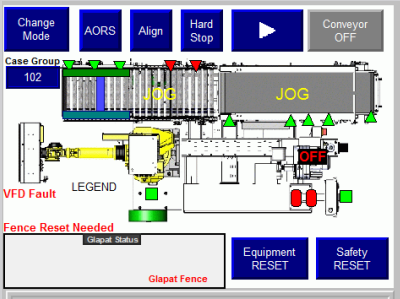 Change
Mode
AORS
Align
Hard
Stop
Conveyor
OFF
Case Group
102
JOG
JOG
OFF
LEGEND
VFD Fault
Fence Reset Needed
Glapat Status
Glapat Fence
Equipment
RESET
Safety
RESET